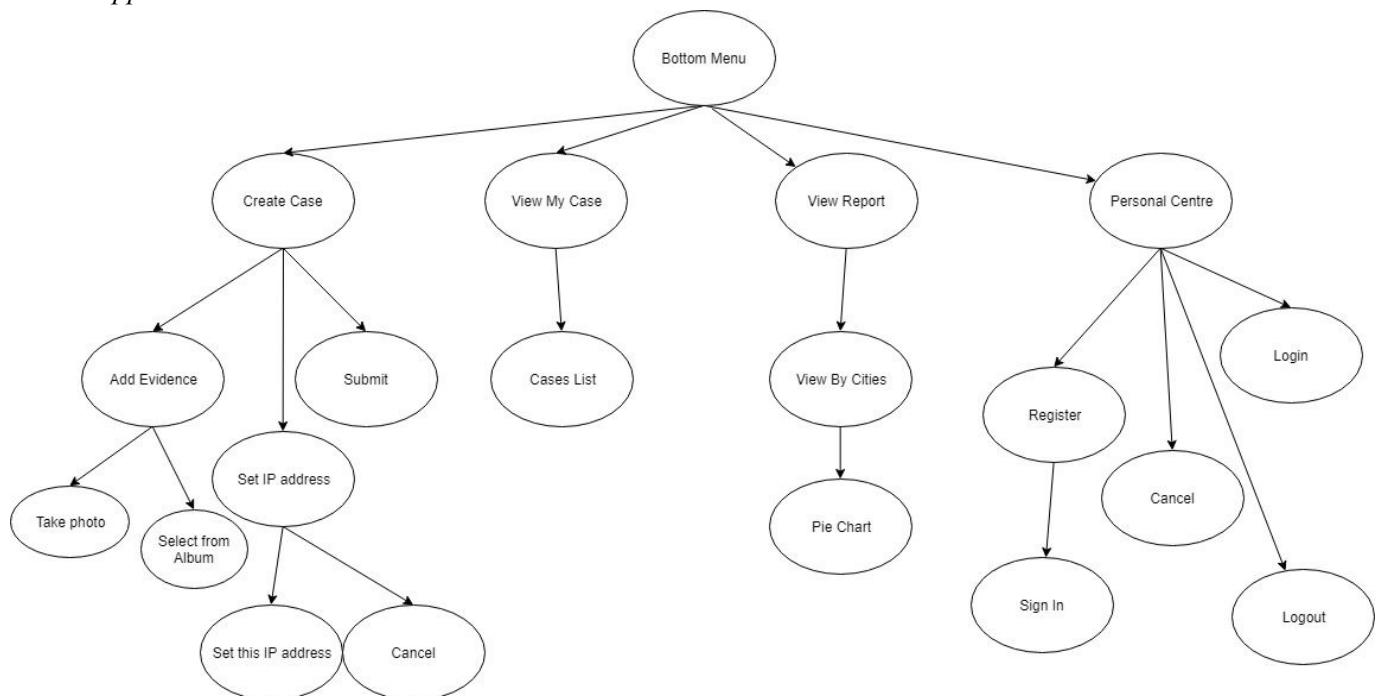 Bottom Menu
Create Case
View My Case
View Report
Personal Centre
Add Evidence
Submit
Cases List
View By Cities
Login
Register
Set IP address
Cancel
Take photo
Select from
Album
Pie Chart
Sign In
Logout
Set this IP address
Cancel